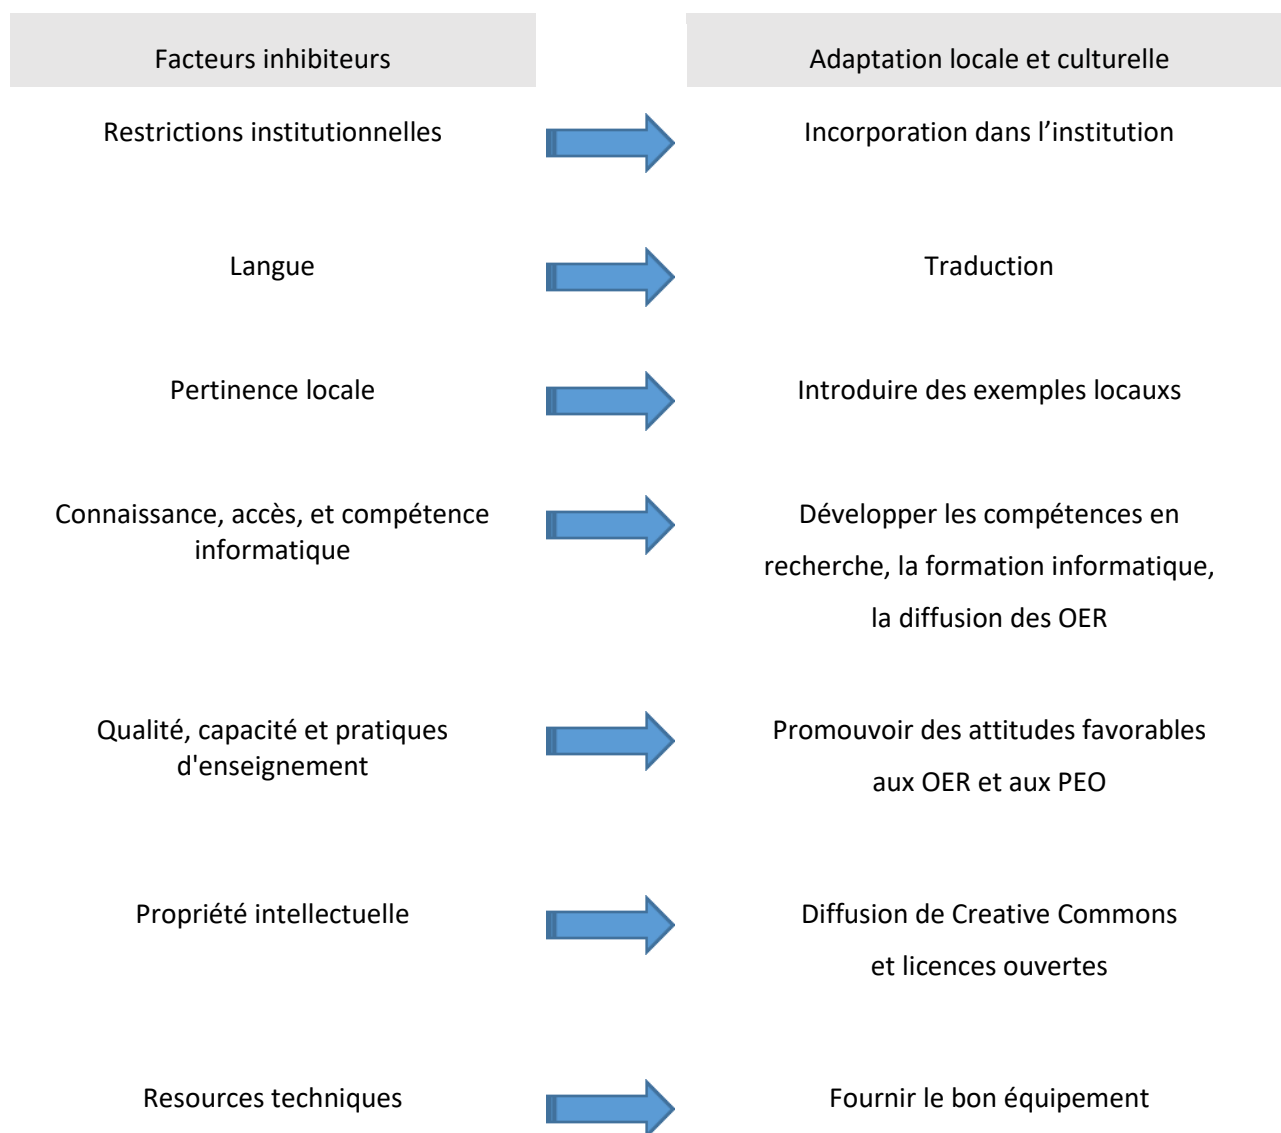 Facteurs inhibiteurs
Adaptation locale et culturelle
Restrictions institutionnelles
Incorporation dans l’institution
Langue
Traduction
Pertinence locale
Introduire des exemples locauxs
Connaissance, accès, et compétence
informatique
Développer les compétences en
recherche, la formation informatique,
la diffusion des OER
Qualité, capacité et pratiques
d'enseignement
Promouvoir des attitudes favorables
aux OER et aux PEO
Propriété intellectuelle
Diffusion de Creative Commons
et licences ouvertes
Resources techniques
Fournir le bon équipement